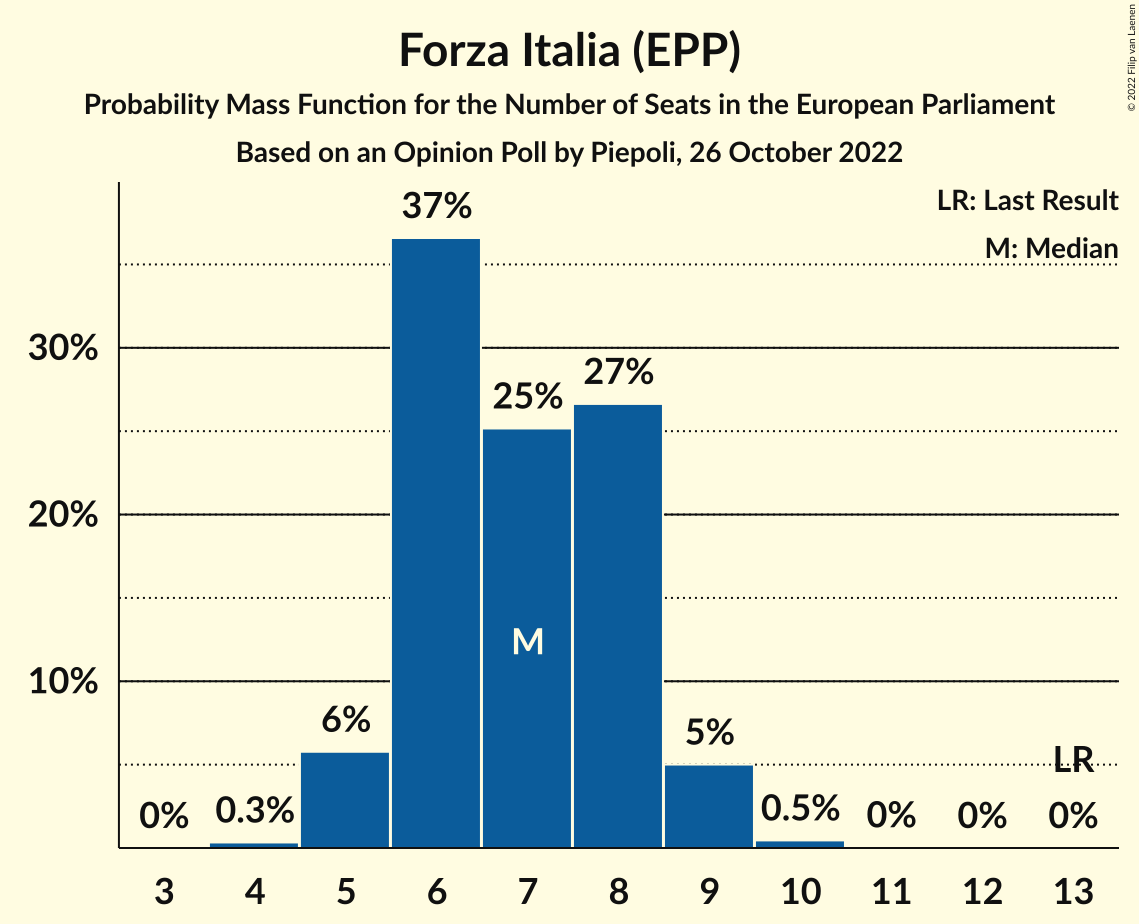 Forza Italia (EPP)
Probability Mass Function for the Number of Seats in the European Parliament
Based on an Opinion Poll by Piepoli, 26 October 2022
© 2022 Filip van Laenen
LR: Last Result
M: Median
37%
30%
27%
25%
20%
M
10%
6%
5%
LR
0%
0.3%
0.5%
0%
0%
0%
3 4 5 6 7 8 9 10 11 12 13